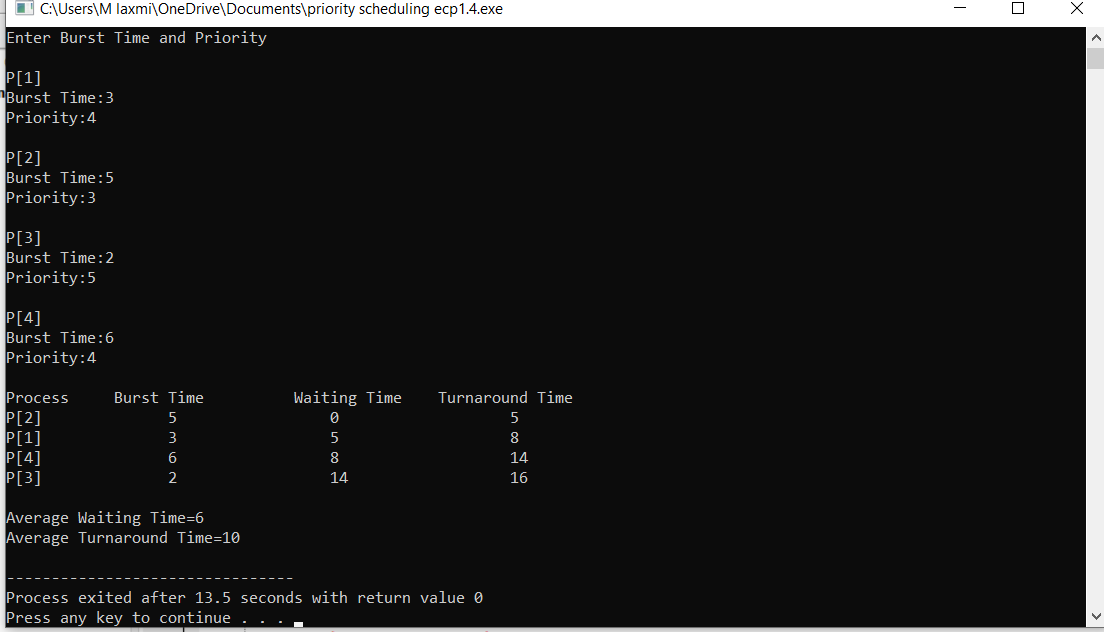 C:\Users\M laxmi\OneDrive\Documents\priority scheduling ecp1.4.exe
Enter Burst Time and Priority
P[1]
Burst Time:3
Priority:4
P[2]
Burst Time:5
Priority:3
P[3]
Burst Time:2
Priority:5
P[4]
Burst Time:6
Priority:4
Process Burst Time Waiting Time Turnaround Time
P[2] 5 0 5
P[1] 3 5 8
P[4] 6 8 14
P[3] 2 14 16
Average Waiting Time=6
Average Turnaround Time=10
--------------------------------
Process exited after 13.5 seconds with return value 0
Press any key to continue . . .